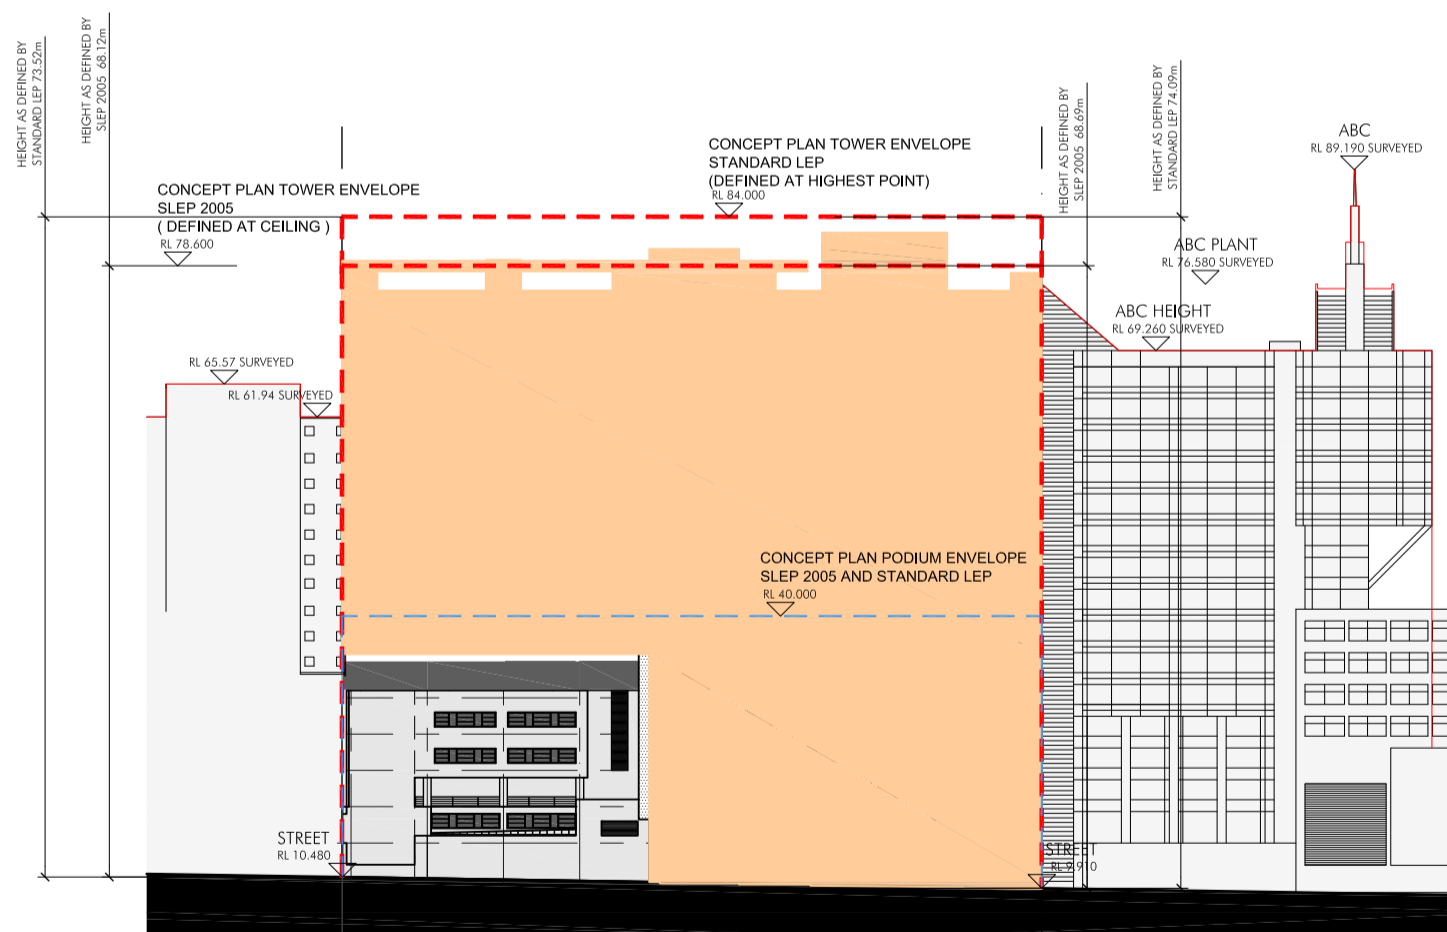 HEIGHT AS DEFINED BY
STANDARD LEP 73.52m
HEIGHT AS DEFINED BY
SLEP 2005 68.12m
CONCEPT PLAN TOWER ENVELOPE
SLEP 2005
( DEFINED AT CEILING )
RL 78.600
CONCEPT PLAN TOWER ENVELOPE
STANDARD LEP
(DEFINED AT HIGHEST POINT)
RL 84.000
HEIGHT AS DEFINED BY
SLEP 2005 68.69m
HEIGHT AS DEFINED BY
STANDARD LEP 74.09m
ABC
RL 89.190 SURVEYED
ABC PLANT
RL 76.580 SURVEYED
ABC HEIGHT
RL 69.260 SURVEYED
RL 65.57 SURVEYED
RL 61.94 SURVEYED
CONCEPT PLAN PODIUM ENVELOPE
SLEP 2005 AND STANDARD LEP
RL 40.000
STREET
RL 10.480
STREET
RL 9.910